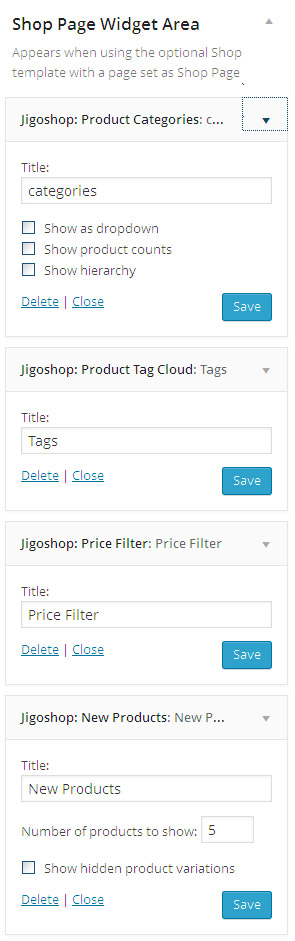 Shop Page Widget Area
Appears when using the optional Shop
template with a page set as Shop Page
Jigoshop: Product Categories: c...
Title:
categories
Show as dropdown
Show product counts
Show hierarchy
Delete | Close
Save
Jigoshop: Product Tag Cloud: Tags
Title:
Tags
Delete | Close
Save
Jigoshop: Price Filter: Price Filter
Title:
Price Filter
Delete | Close
Save
Jigoshop: New Products: New P...
Title:
New Products
Number of products to show: 5
Show hidden product variations
Delete | Close
Save